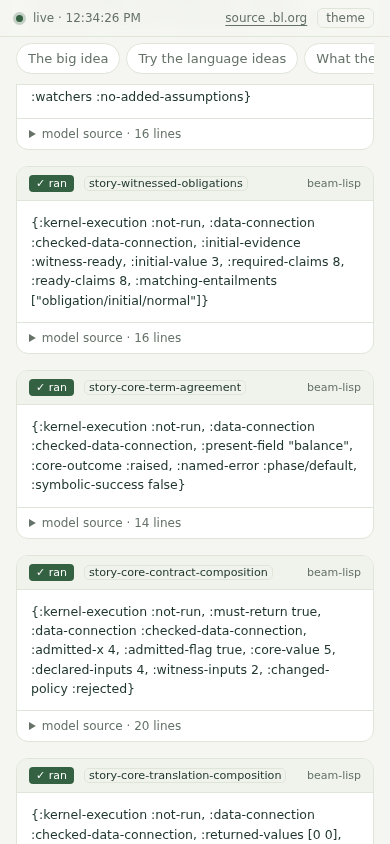 live · 12:34:26 PM
source .bl.org
theme
The big idea
Try the language ideas
What the
:watchers :no-added-assumptions}
▶ model source · 16 lines
✓ ran
story-witnessed-obligations
beam-lisp
{:kernel-execution :not-run, :data-connection
:checked-data-connection, :initial-evidence
:witness-ready, :initial-value 3, :required-claims 8,
:ready-claims 8, :matching-entailments
["obligation/initial/normal"]}
▶ model source · 16 lines
✓ ran
story-core-term-agreement
beam-lisp
{:kernel-execution :not-run, :data-connection
:checked-data-connection, :present-field "balance",
:core-outcome :raised, :named-error :phase/default,
:symbolic-success false}
▶ model source · 14 lines
✓ ran
story-core-contract-composition
beam-lisp
{:kernel-execution :not-run, :must-return true,
:data-connection :checked-data-connection,
:admitted-x 4, :admitted-flag true, :core-value 5,
:declared-inputs 4, :witness-inputs 2, :changed-
policy :rejected}
▶ model source · 20 lines
✓ ran
story-core-translation-composition
beam-lisp
{:kernel-execution :not-run, :data-connection
:checked-data-connection, :returned-values [0 0],